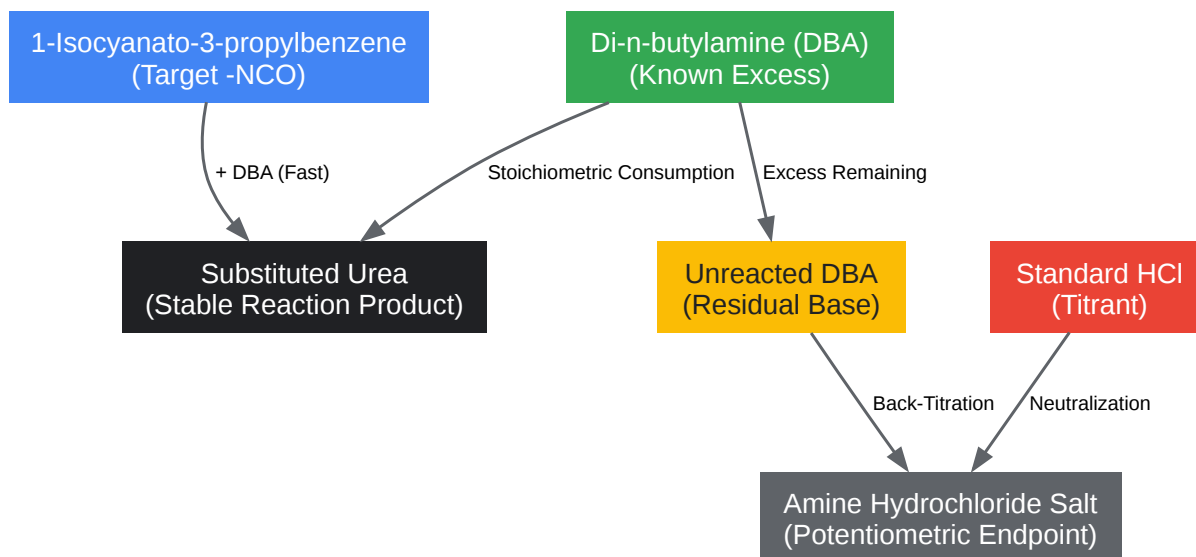 1-Isocyanato-3-propylbenzene
(Target -NCO)
Di-n-butylamine (DBA)
(Known Excess)
+ DBA (Fast)
Stoichiometric Consumption
Excess Remaining
Substituted Urea
(Stable Reaction Product)
Unreacted DBA
(Residual Base)
Standard HCl
(Titrant)
Back-Titration
Neutralization
Amine Hydrochloride Salt
(Potentiometric Endpoint)